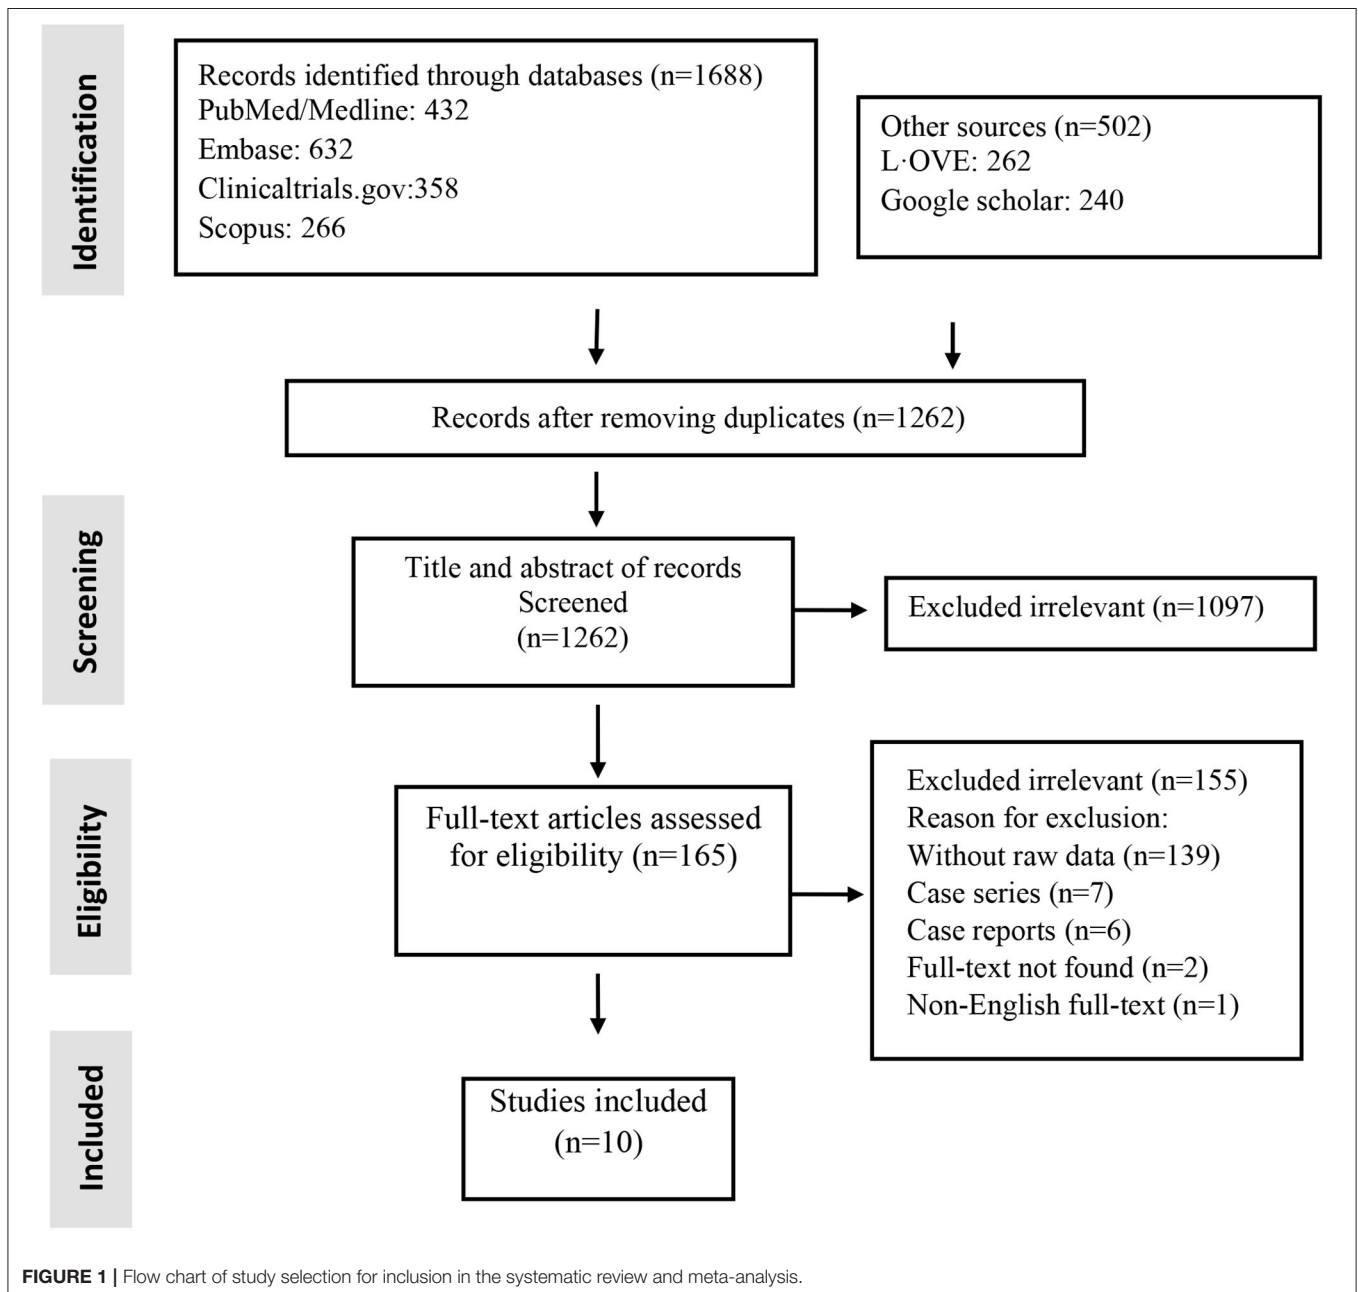 Identification
Records identified through databases (n=1688)
PubMed/Medline: 432
Embase: 632
Clinicaltrials.gov:358
Scopus: 266
Other sources (n=502)
L·OVE: 262
Google scholar: 240
Records after removing duplicates (n=1262)
Screening
Title and abstract of records
Screened
(n=1262)
Excluded irrelevant (n=1097)
Eligibility
Full-text articles assessed
for eligibility (n=165)
Excluded irrelevant (n=155)
Reason for exclusion:
Without raw data (n=139)
Case series (n=7)
Case reports (n=6)
Full-text not found (n=2)
Non-English full-text (n=1)
Included
Studies included
(n=10)
FIGURE 1 | Flow chart of study selection for inclusion in the systematic review and meta-analysis.